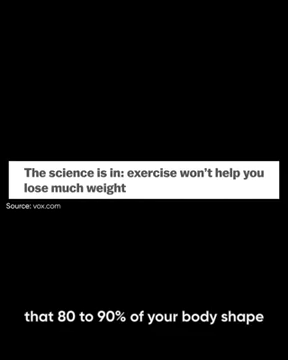 The science is in: exercise won't help you
lose much weight
Source: vox.com
that 80 to 90% of your body shape